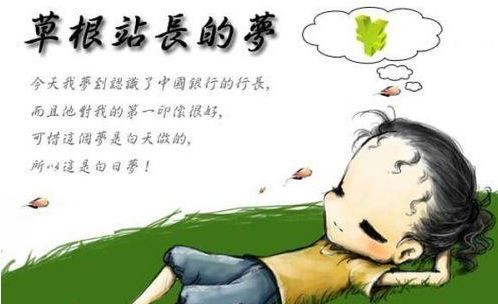 草根站長的夢
今天我夢到認識了中國銀行的行長,
而且他對我的第一印像很好,
可惜這個夢是白天做的,
所以這是白日夢!